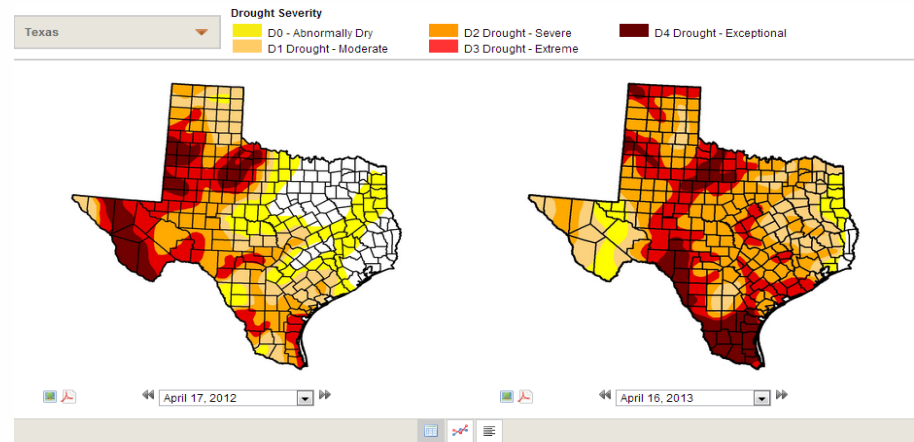 Drought Severity
Texas
D0 - Abnormally Dry
D2 Drought - Severe
D4 Drought - Exceptional
D1 Drought - Moderate
D3 Drought - Extreme
April 17, 2012
April 16, 2013